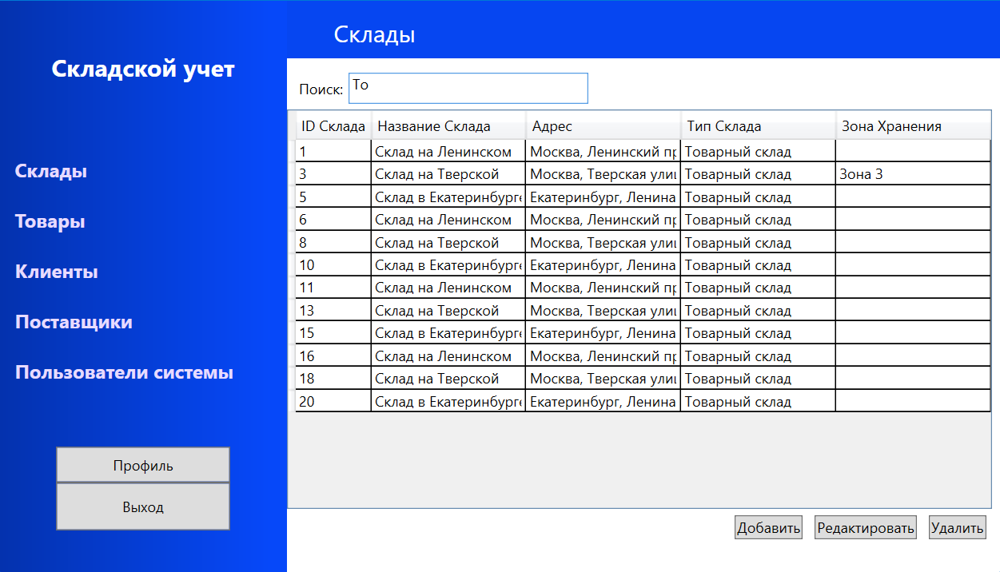 Складской учет
Склады
Товары
Клиенты
Поставщики
Пользователи системы
Профиль
Выход
Склады
Поиск: То
ID Склада Название Склада Адрес Тип Склада Зона Хранения
1 Склад на Ленинском Москва, Ленинский пр Товарный склад
3 Склад на Тверской Москва, Тверская улиц Товарный склад Зона 3
5 Склад в Екатеринбурге Екатеринбург, Ленина Товарный склад
6 Склад на Ленинском Москва, Ленинский пр Товарный склад
8 Склад на Тверской Москва, Тверская улиц Товарный склад
10 Склад в Екатеринбурге Екатеринбург, Ленина Товарный склад
11 Склад на Ленинском Москва, Ленинский пр Товарный склад
13 Склад на Тверской Москва, Тверская улиц Товарный склад
15 Склад в Екатеринбурге Екатеринбург, Ленина Товарный склад
16 Склад на Ленинском Москва, Ленинский пр Товарный склад
18 Склад на Тверской Москва, Тверская улиц Товарный склад
20 Склад в Екатеринбурге Екатеринбург, Ленина Товарный склад
Добавить Редактировать Удалить